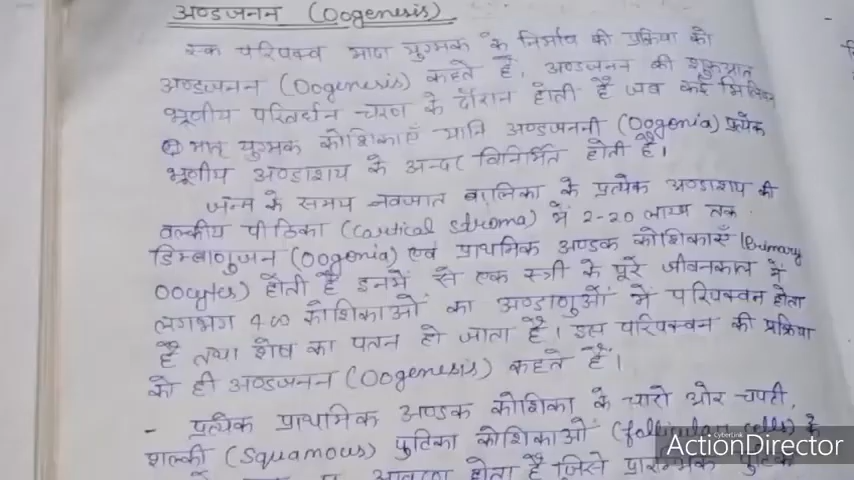 अण्डजनन (Oogenesis)
एक परिपक्व मादा युग्मक के निर्माण की प्रक्रिया को
अण्डजनन (Oogenesis) कहते हैं, अण्डजनन की शुरुआत
भ्रूणीय परिवर्धन चरण के दौरान होती है जब कई मिलियन
मातृ युग्मक कोशिकाएँ यानि अण्डजननी (Oogonia) प्रत्येक
भ्रूणीय अण्डाशय के अन्दर विनिर्मित होती है।
जन्म के समय नवजात बालिका के प्रत्येक अण्डाशय की
वल्कीय पीठिका (Cortical stroma) में 2-20 लाख तक
डिम्बाणुजन (Oogonia) एवं प्राथमिक अण्डक कोशिकाएँ (Primary
Oocytes) होती हैं इनमें से एक स्त्री के पूरे जीवनकाल में
लगभग 400 कोशिकाओं का अण्डाणुओं में परिपक्वन होता
है तथा शेष का पतन हो जाता है। इस परिपक्वन की प्रक्रिया
को ही अण्डजनन (Oogenesis) कहते हैं।
- प्रत्येक प्राथमिक अण्डक कोशिका के चारो ओर चपटी,
शल्की (Squamous) पुटिका कोशिकाओं (follicular cells) के
आवरण होता है जिसे प्रारम्भिक
CyberLink
ActionDirector